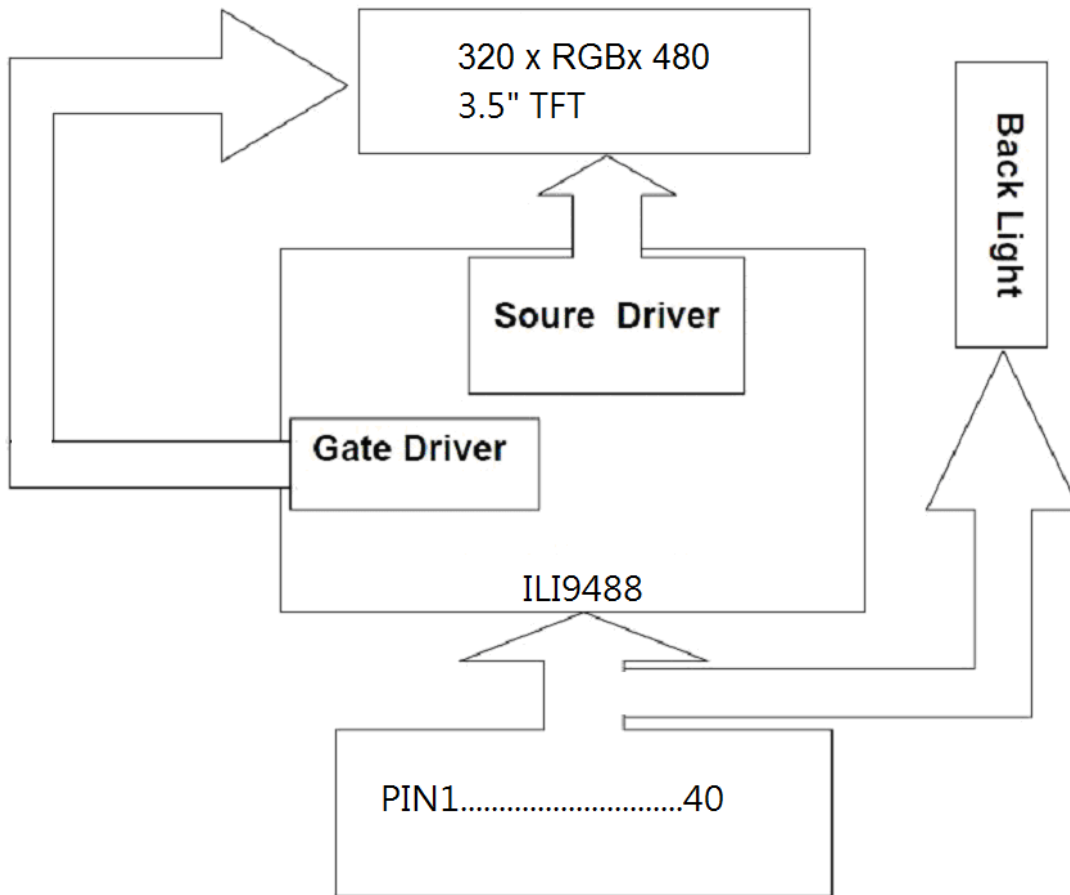 320 x RGBx 480
3.5" TFT
Back Light
Soure Driver
Gate Driver
ILI9488
PIN1.............................40